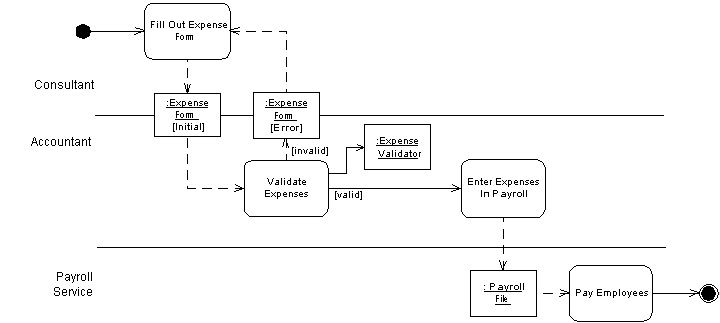 Fill Out Expense
Form
Consultant
:Expense
Form
[Initial]
:Expense
Form
[Error]
Accountant
[invalid]
:Expense
Validator
Validate
Expenses
[valid]
Enter Expenses
In Payroll
Payroll
Service
: Payroll
File
Pay Employees